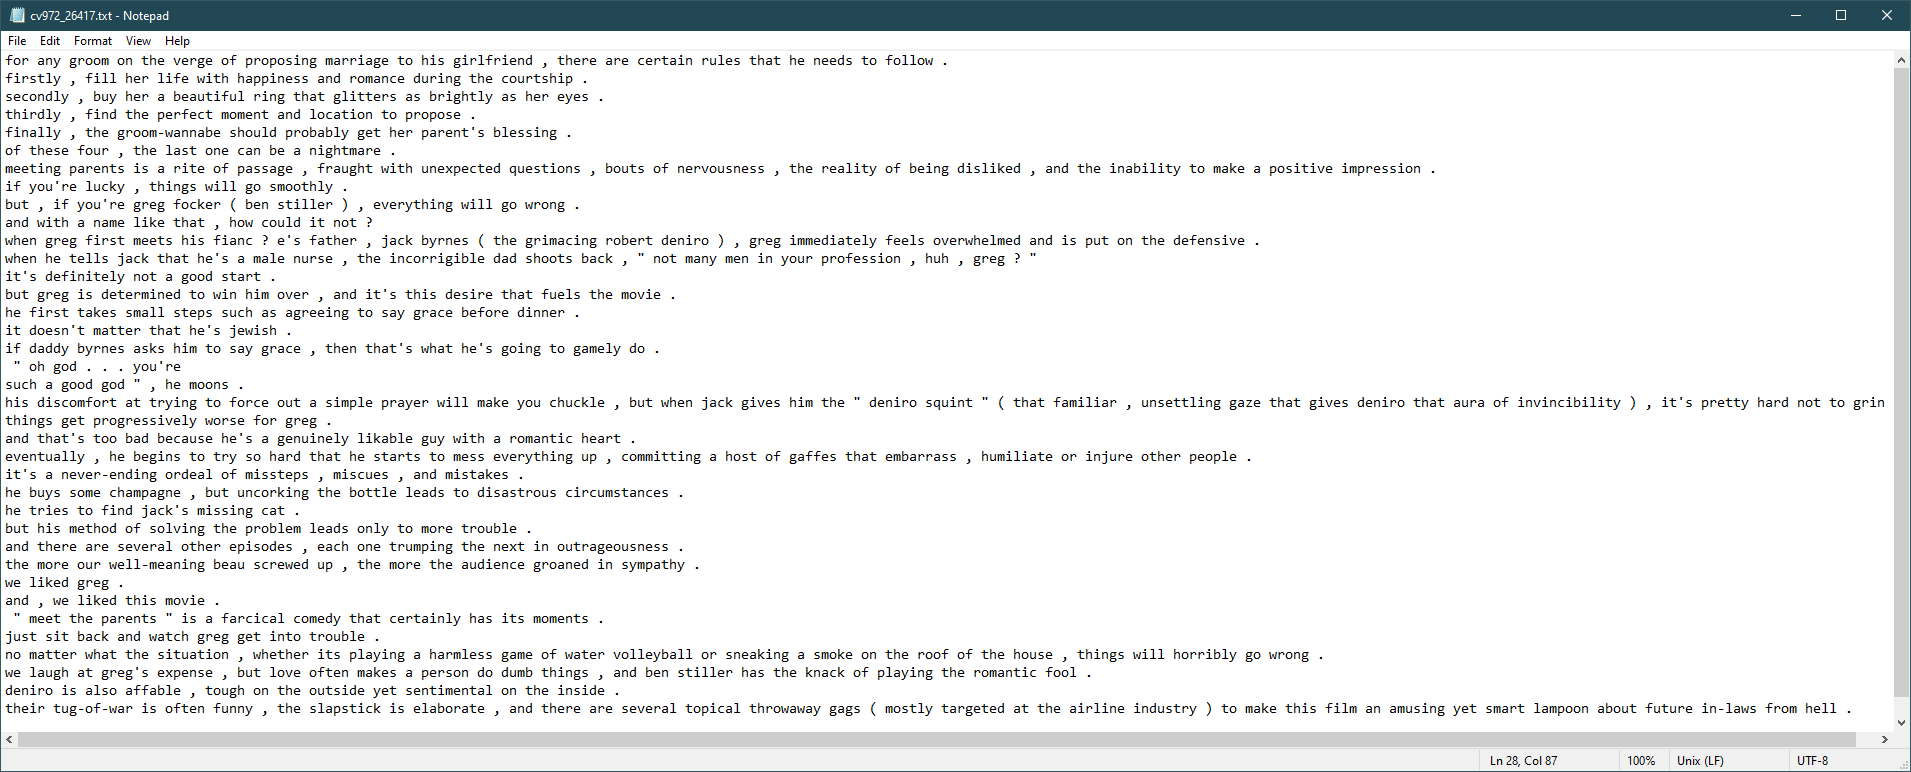 cv972_26417.txt - Notepad
File Edit Format View Help
for any groom on the verge of proposing marriage to his girlfriend , there are certain rules that he needs to follow .
firstly , fill her life with happiness and romance during the courtship .
secondly , buy her a beautiful ring that glitters as brightly as her eyes .
thirdly , find the perfect moment and location to propose .
finally , the groom-wannabe should probably get her parent's blessing .
of these four , the last one can be a nightmare .
meeting parents is a rite of passage , fraught with unexpected questions , bouts of nervousness , the reality of being disliked , and the inability to make a positive impression .
if you're lucky , things will go smoothly .
but , if you're greg focker ( ben stiller ) , everything will go wrong .
and with a name like that , how could it not ?
when greg first meets his fianc ? e's father , jack byrnes ( the grimacing robert deniro ) , greg immediately feels overwhelmed and is put on the defensive .
when he tells jack that he's a male nurse , the incorrigible dad shoots back , " not many men in your profession , huh , greg ? "
it's definitely not a good start .
but greg is determined to win him over , and it's this desire that fuels the movie .
he first takes small steps such as agreeing to say grace before dinner .
it doesn't matter that he's jewish .
if daddy byrnes asks him to say grace , then that's what he's going to gamely do .
" oh god . . . you're
such a good god " , he moons .
his discomfort at trying to force out a simple prayer will make you chuckle , but when jack gives him the " deniro squint " ( that familiar , unsettling gaze that gives deniro that aura of invincibility ) , it's pretty hard not to grin
things get progressively worse for greg .
and that's too bad because he's a genuinely likable guy with a romantic heart .
eventually , he begins to try so hard that he starts to mess everything up , committing a host of gaffes that embarrass , humiliate or injure other people .
it's a never-ending ordeal of missteps , miscues , and mistakes .
he buys some champagne , but uncorking the bottle leads to disastrous circumstances .
he tries to find jack's missing cat .
but his method of solving the problem leads only to more trouble .
and there are several other episodes , each one trumping the next in outrageousness .
the more our well-meaning beau screwed up , the more the audience groaned in sympathy .
we liked greg .
and , we liked this movie .
" meet the parents " is a farcical comedy that certainly has its moments .
just sit back and watch greg get into trouble .
no matter what the situation , whether its playing a harmless game of water volleyball or sneaking a smoke on the roof of the house , things will horribly go wrong .
we laugh at greg's expense , but love often makes a person do dumb things , and ben stiller has the knack of playing the romantic fool .
deniro is also affable , tough on the outside yet sentimental on the inside .
their tug-of-war is often funny , the slapstick is elaborate , and there are several topical throwaway gags ( mostly targeted at the airline industry ) to make this film an amusing yet smart lampoon about future in-laws from hell .
Ln 28, Col 87 100% Unix (LF) UTF-8